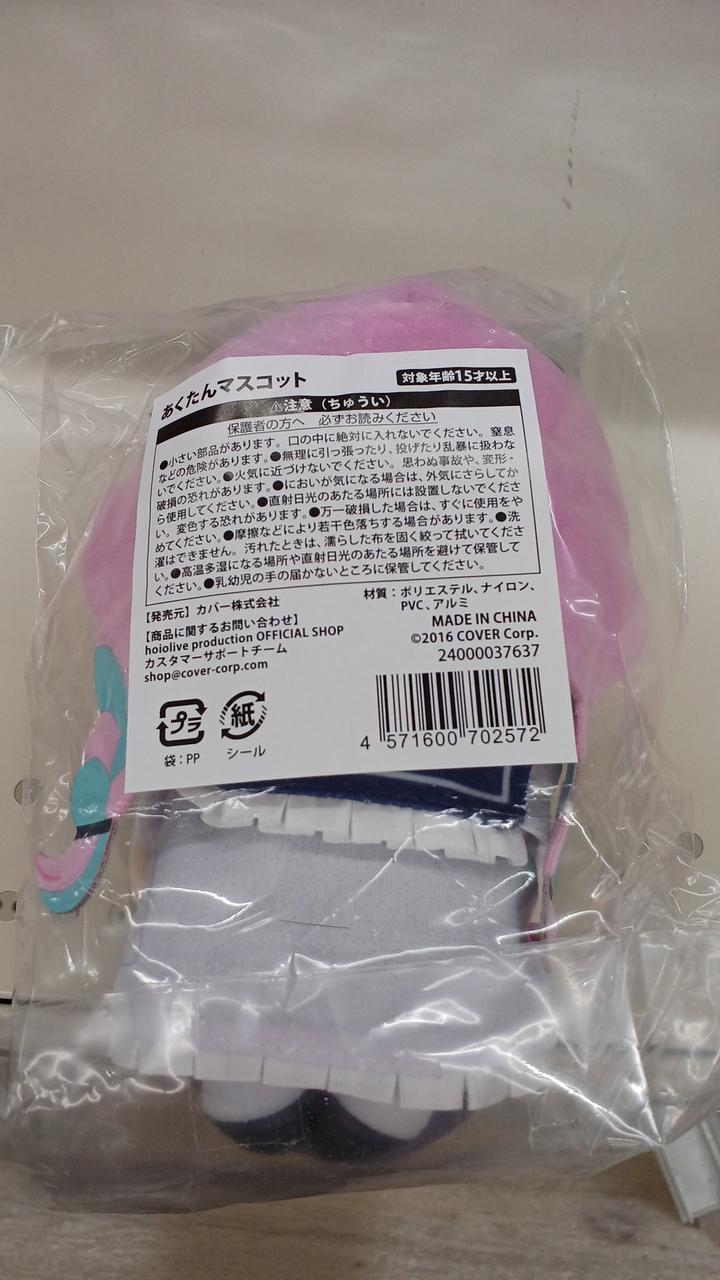 あくたんマスコット
対象年齢15才以上
⚠注意（ちゅうい）
保護者の方へ 必ずお読みください
●小さい部品があります。口の中に絶対に入れないでください。窒息
などの危険があります。●無理に引っ張ったり、投げたり乱暴に扱わな
いでください。●火気に近づけないでください。思わぬ事故や、変形・
破損の恐れがあります。●においが気になる場合は、外気にさらしてか
ら使用してください。●直射日光のあたる場所には設置しないでくださ
い。変色する恐れがあります。●万一破損した場合は、すぐに使用をや
めてください。●摩擦などにより若干色落ちする場合があります。●洗
濯はできません。汚れたときは、濡らした布を固く絞って拭いてくださ
い。●高温多湿になる場所や直射日光のあたる場所を避けて保管して
ください。●乳幼児の手の届かないところに保管してください。
【発売元】カバー株式会社
【商品に関するお問い合わせ】
hololive production OFFICIAL SHOP
カスタマーサポートチーム
shop@cover-corp.com
材質：ポリエステル、ナイロン、
PVC、アルミ
MADE IN CHINA
©2016 COVER Corp.
24000037637
プラ
袋：PP
紙
シール
4 571600 702572